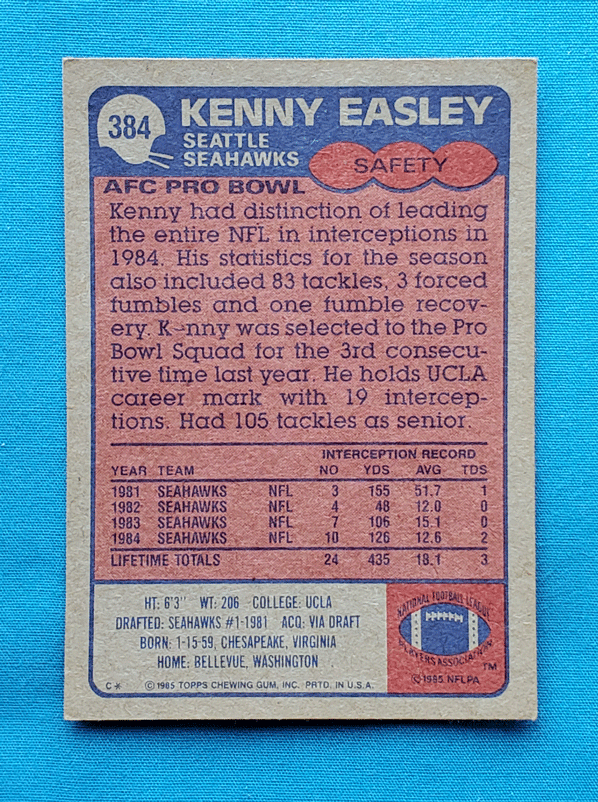 384
KENNY EASLEY
SEATTLE
SEAHAWKS
SAFETY
AFC PRO BOWL
Kenny had distinction of leading
the entire NFL in interceptions in
1984. His statistics for the season
also included 83 tackles, 3 forced
fumbles and one fumble recov-
ery. K-nny was selected to the Pro
Bowl Squad for the 3rd consecu-
tive time last year. He holds UCLA
career mark with 19 intercep-
tions. Had 105 tackles as senior.
INTERCEPTION RECORD
YEAR TEAM NO YDS AVG TDS
1981 SEAHAWKS NFL 3 155 51.7 1
1982 SEAHAWKS NFL 4 48 12.0 0
1983 SEAHAWKS NFL 7 106 15.1 0
1984 SEAHAWKS NFL 10 126 12.6 2
LIFETIME TOTALS 24 435 18.1 3
HT: 6'3" WT: 206 COLLEGE: UCLA
DRAFTED: SEAHAWKS #1-1981 ACQ: VIA DRAFT
BORN: 1-15-59, CHESAPEAKE, VIRGINIA
HOME: BELLEVUE, WASHINGTON
C* ©1985 TOPPS CHEWING GUM, INC. PRTD. IN U.S.A.
NATIONAL FOOTBALL LEAGUE
PLAYERS ASSOCIATION
TM
©1985 NFLPA